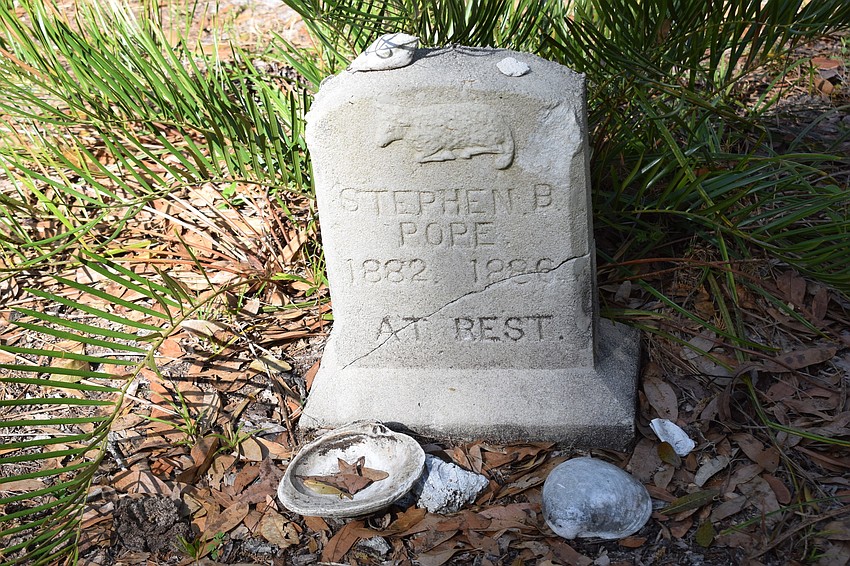 STEPHEN B.
POPE.
1882 1886
AT REST.